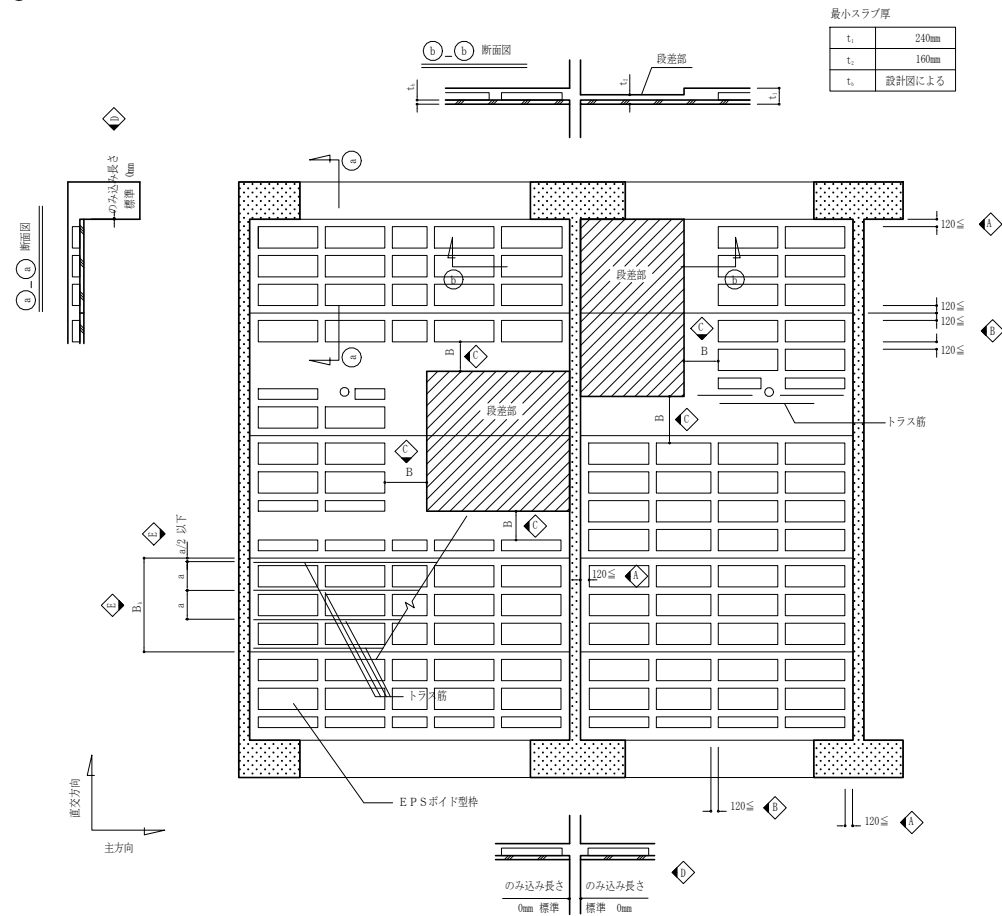 最小スラブ厚
t₁ 240mm
t₂ 160mm
設計図による
b b 断面図
段差部
t₂
t₁
D
のみ込み長さ
標準 0mm
a a 断面図
a
120≦ A
段差部
b
b
120≦
120≦ B
120≦
a
B C
C
B
段差部
トラス筋
B C
C
B
B C
E a/2 以下
a
E
a
120≦ A
トラス筋
EPSボイド型枠
直交方向
主方向
120≦ B
120≦ A
D
のみ込み長さ のみ込み長さ
0mm 標準 標準 0mm